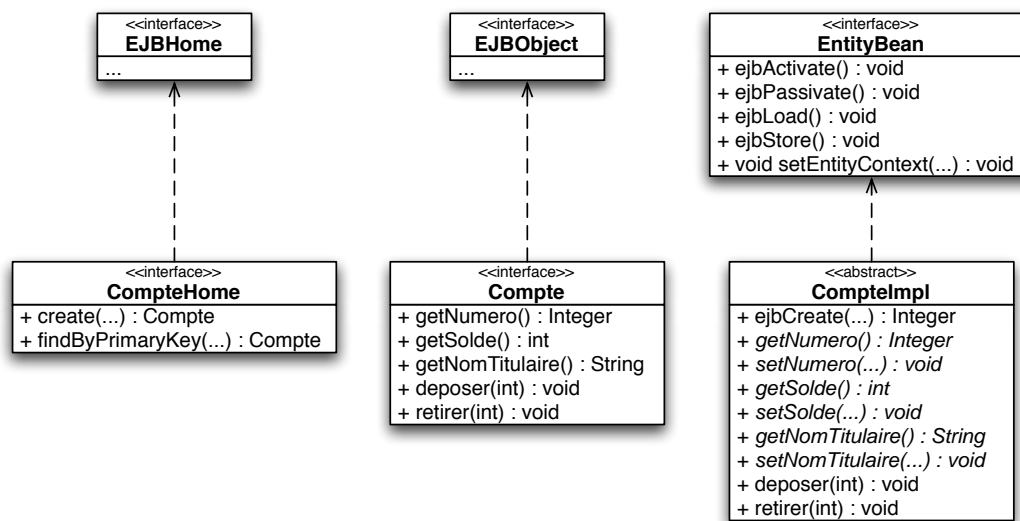 <<interface>>
EJBHome
...
<<interface>>
EJBObject
...
<<interface>>
EntityBean
+ ejbActivate() : void
+ ejbPassivate() : void
+ ejbLoad() : void
+ ejbStore() : void
+ void setEntityContext(...) : void
<<interface>>
CompteHome
+ create(...) : Compte
+ findByPrimaryKey(...) : Compte
<<interface>>
Compte
+ getNumero() : Integer
+ getSolde() : int
+ getNomTitulaire() : String
+ deposer(int) : void
+ retirer(int) : void
<<abstract>>
CompteImpl
+ ejbCreate(...) : Integer
+ getNumero() : Integer
+ setNumero(...) : void
+ getSolde() : int
+ setSolde(...) : void
+ getNomTitulaire() : String
+ setNomTitulaire(...) : void
+ deposer(int) : void
+ retirer(int) : void